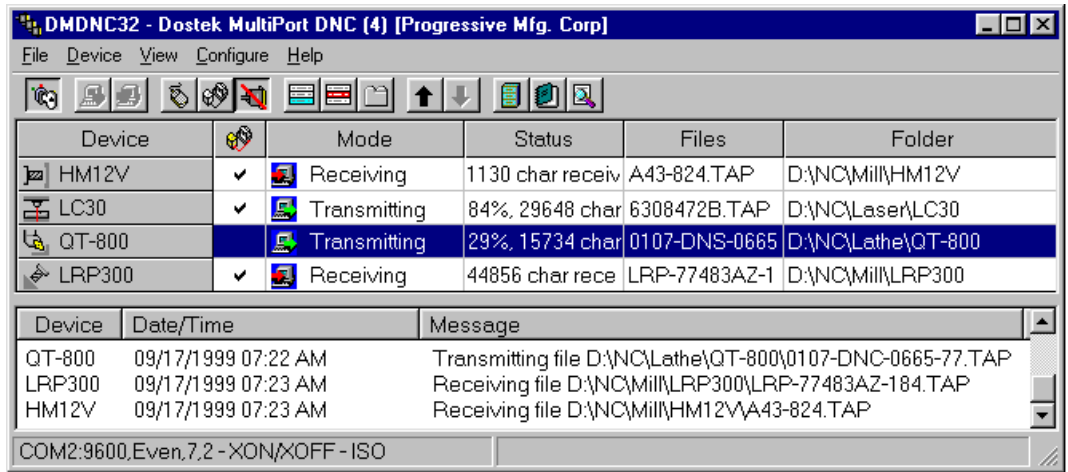 DMDNC32 - Dostek MultiPort DNC (4) [Progressive Mfg. Corp]
File Device View Configure Help
Device Mode Status Files Folder
HM12V Receiving 1130 char receiv A43-824.TAP D:\NC\Mill\HM12V
LC30 Transmitting 84%, 29648 char 6308472B.TAP D:\NC\Laser\LC30
QT-800 Transmitting 29%, 15734 char 0107-DNS-0665 D:\NC\Lathe\QT-800
LRP300 Receiving 44856 char rece LRP-77483AZ-1 D:\NC\Mill\LRP300
Device Date/Time Message
QT-800 09/17/1999 07:22 AM Transmitting file D:\NC\Lathe\QT-800\0107-DNC-0665-77.TAP
LRP300 09/17/1999 07:23 AM Receiving file D:\NC\Mill\LRP300\LRP-77483AZ-184.TAP
HM12V 09/17/1999 07:23 AM Receiving file D:\NC\Mill\HM12V\A43-824.TAP
COM2:9600,Even,7,2 - XON/XOFF - ISO